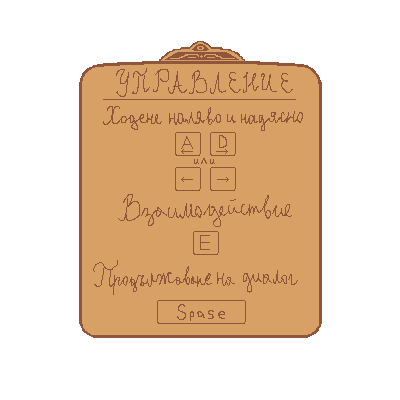 УПРАВЛЕНИЕ
Ходене наляво и надясно
A D
← →
или
← →
Взаимодействие
E
Продължаване на диалог
Spase